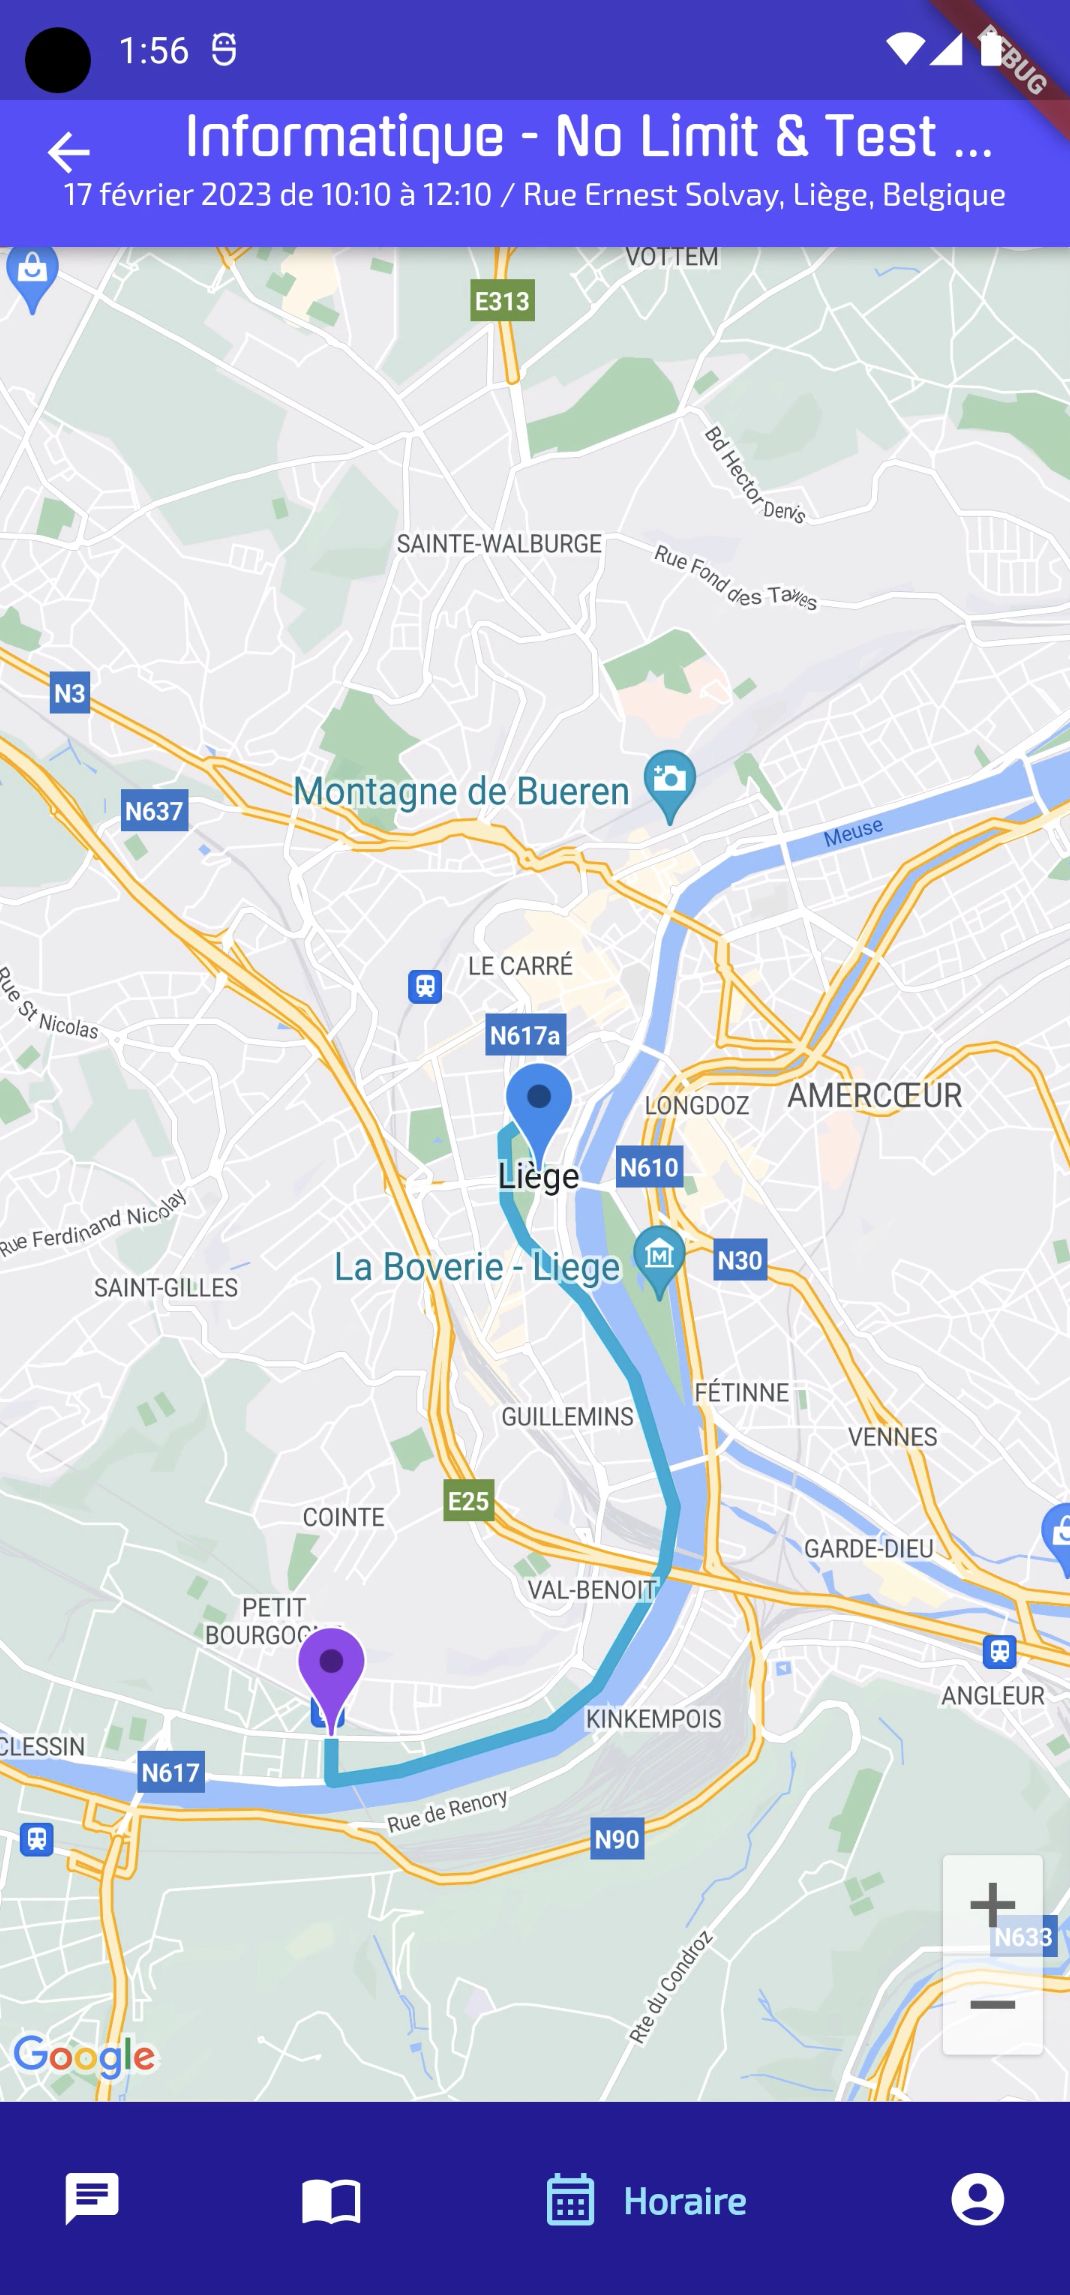 1:56
DEBUG
Informatique - No Limit & Test ...
17 février 2023 de 10:10 à 12:10 / Rue Ernest Solvay, Liège, Belgique
VOTTEM
E313
Bd Hector Denis
SAINTE-WALBURGE
Rue Fond des Tawes
N3
Montagne de Bueren
N637
Meuse
LE CARRÉ
Rue St Nicolas
N617a
AMERCŒUR
LONGDOZ
N610
Liège
Rue Ferdinand Nicolay
N30
La Boverie - Liege
SAINT-GILLES
FÉTINNE
GUILLEMINS
VENNES
E25
COINTE
GARDE-DIEU
VAL-BENOIT
PETIT
ANGLEUR
KINKEMPOIS
CLESSIN
N617
Rue de Renory
N90
N633
Rte du Condroz
Google
Horaire